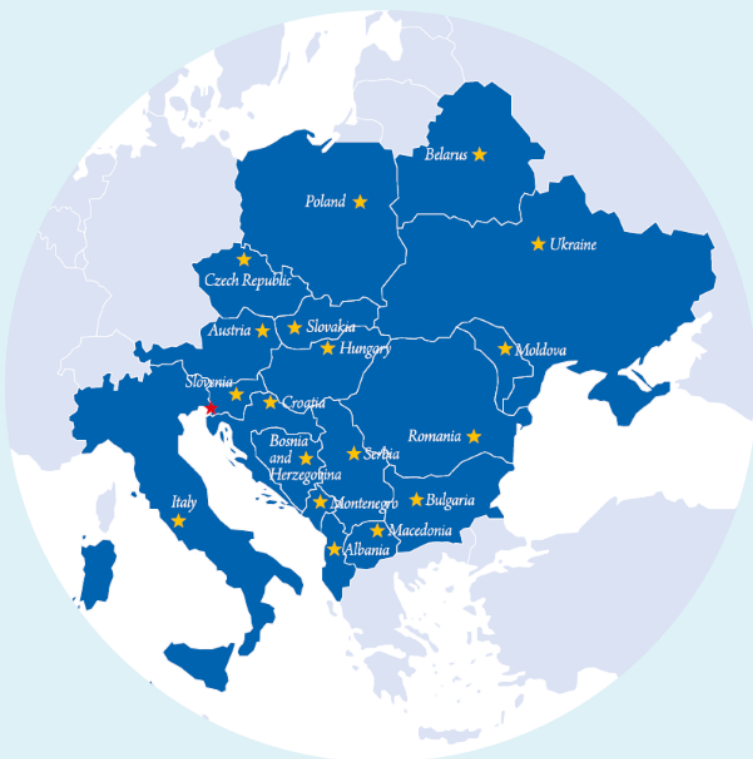 Belarus
Poland
Ukraine
Czech Republic
Austria
Slovakia
Hungary
Moldova
Slovenia
Croatia
Romania
Bosnia
and
Herzegovina
Serbia
Italy
Montenegro
Bulgaria
Macedonia
Albania